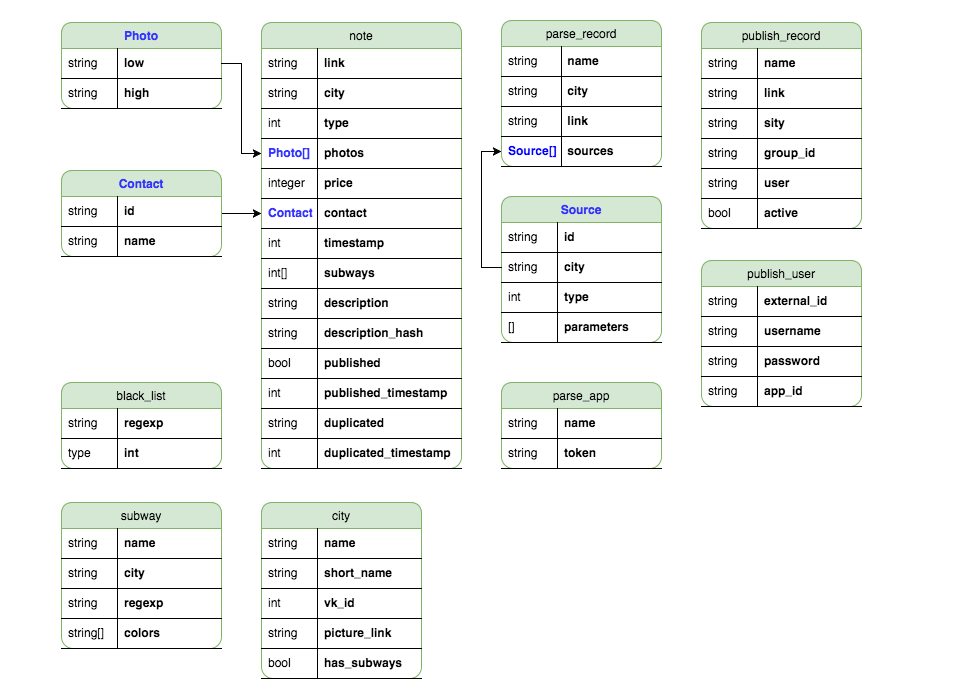 Photo
string low
string high
Contact
string id
string name
note
string link
string city
int type
Photo[] photos
integer price
Contact contact
int timestamp
int[] subways
string description
string description_hash
bool published
int published_timestamp
string duplicated
int duplicated_timestamp
parse_record
string name
string city
string link
Source[] sources
Source
string id
string city
int type
[] parameters
publish_record
string name
string link
string sity
string group_id
string user
bool active
publish_user
string external_id
string username
string password
string app_id
black_list
string regexp
type int
parse_app
string name
string token
subway
string name
string city
string regexp
string[] colors
city
string name
string short_name
int vk_id
string picture_link
bool has_subways